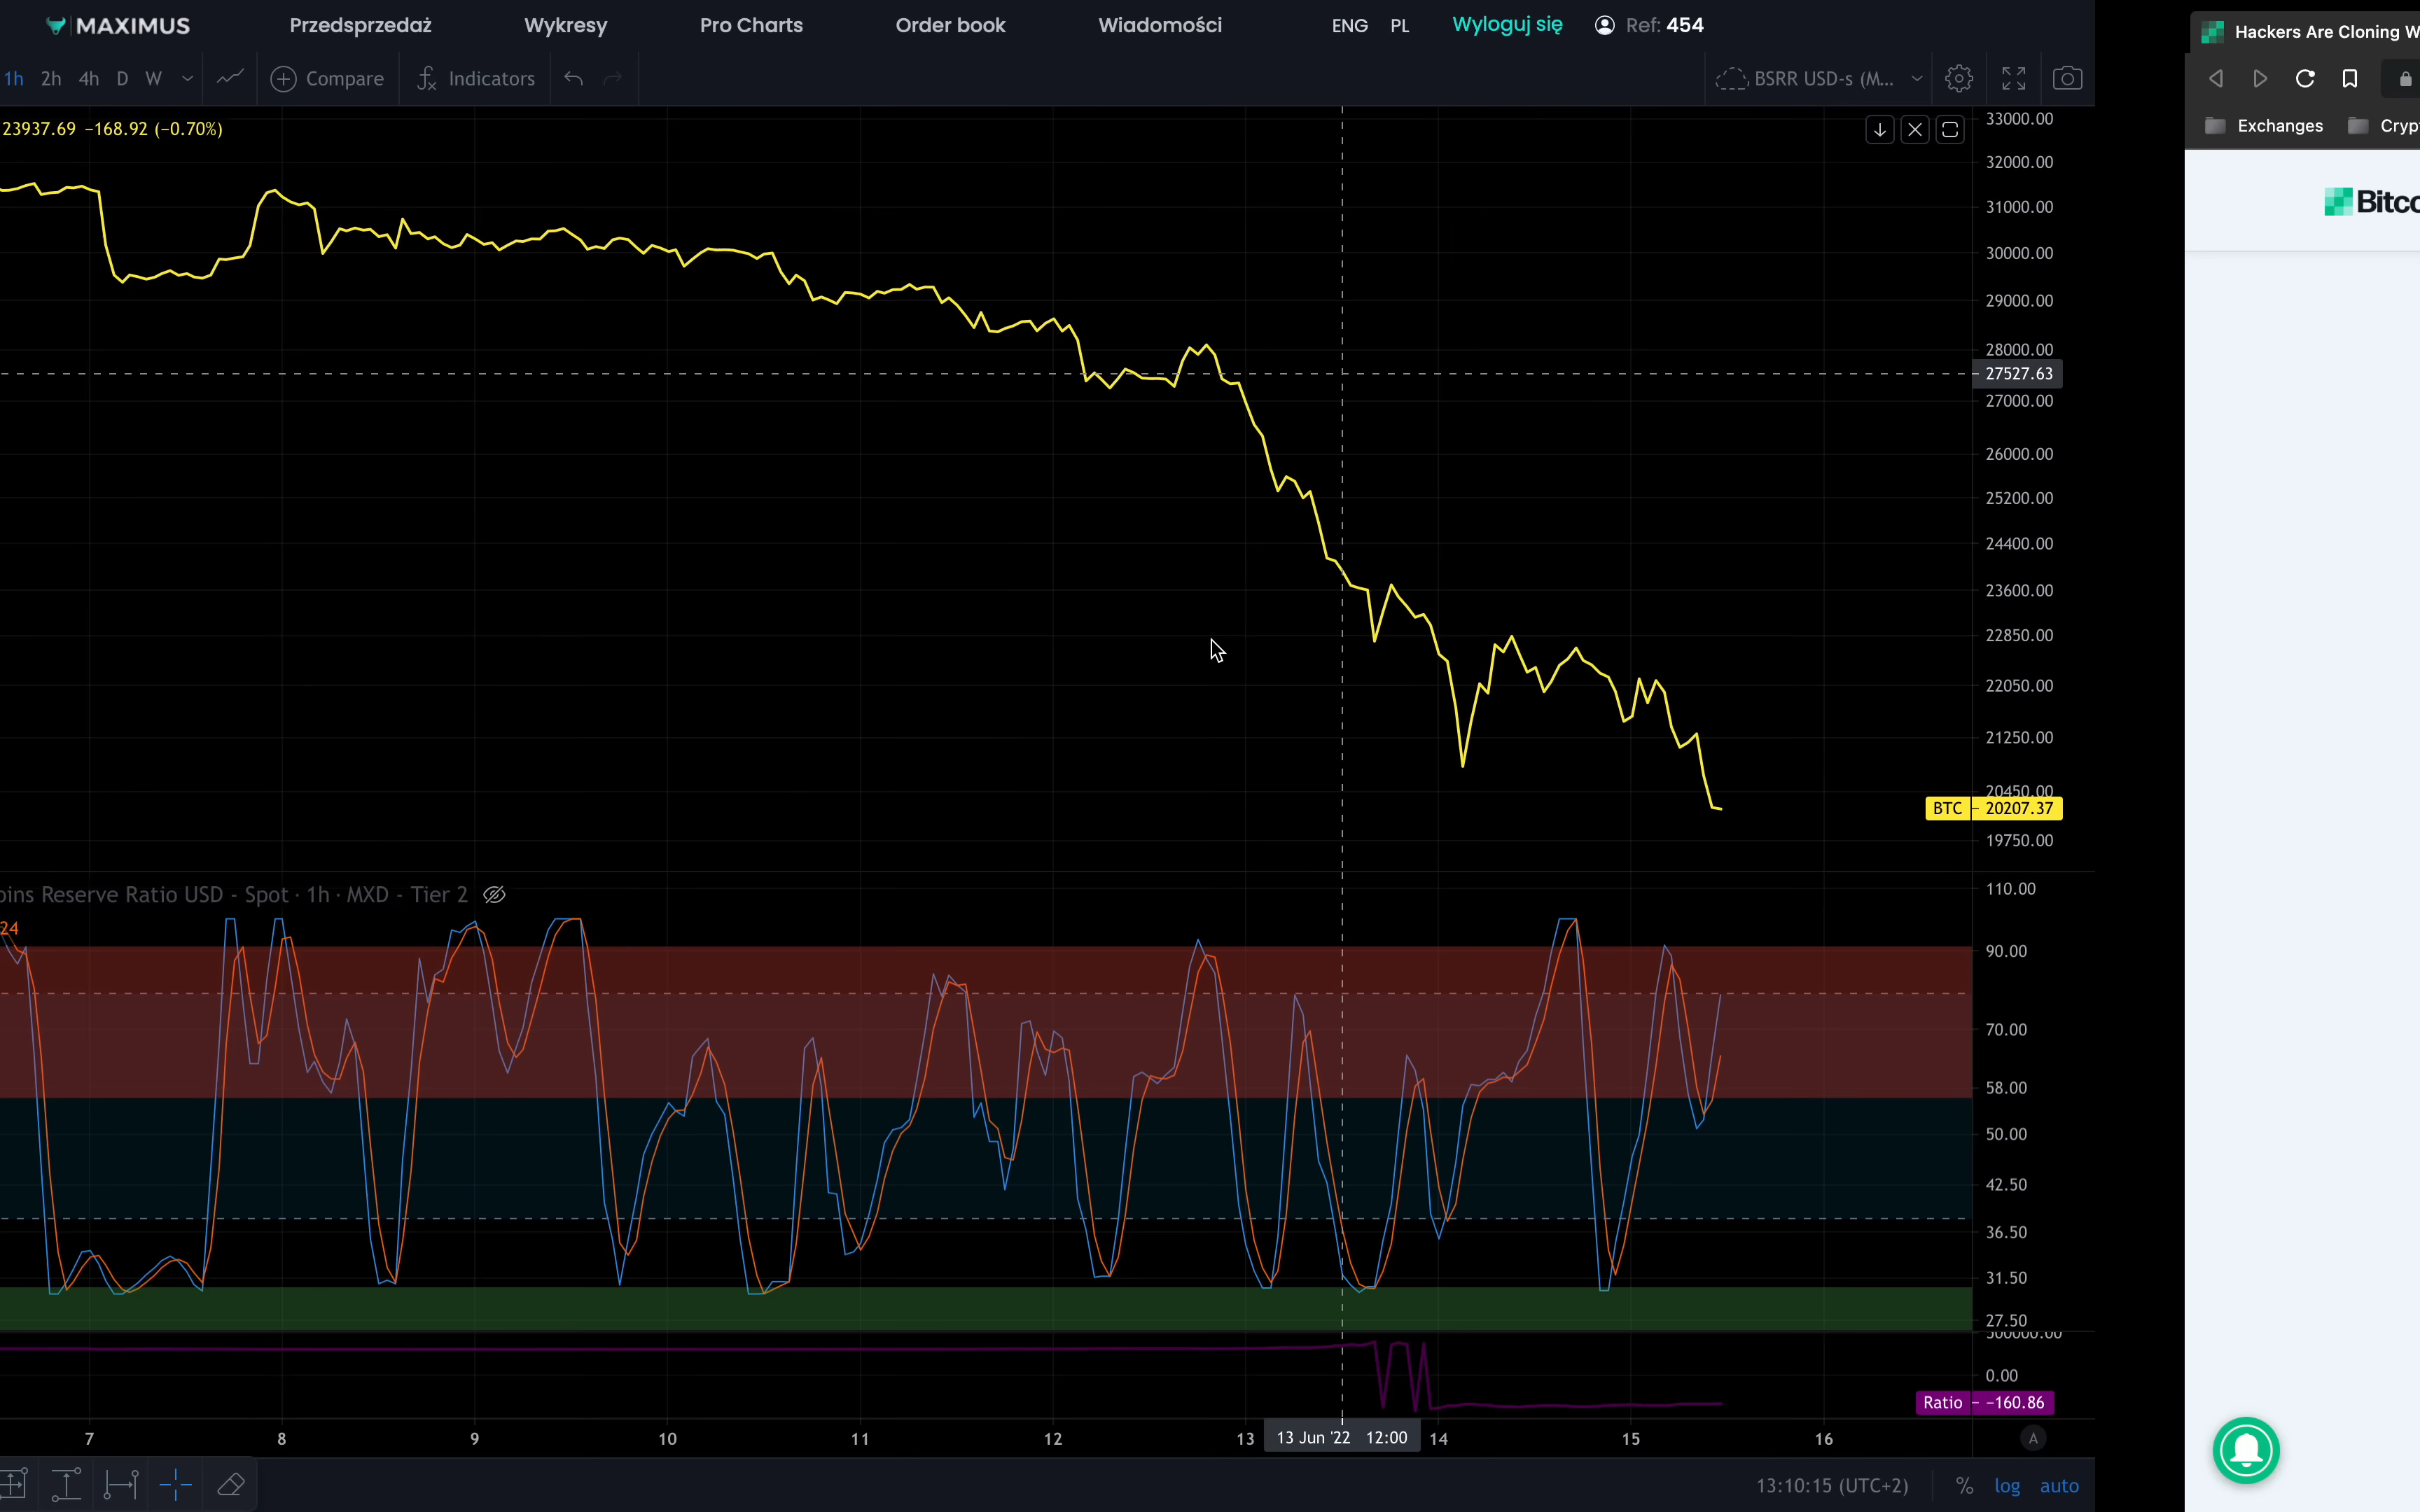 MAXIMUS Przedsprzedaż Wykresy Pro Charts Order book Wiadomości ENG PL Wyloguj się Ref: 454
Hackers Are Cloning W
1h 2h 4h D W Compare Indicators BSRR USD-s (M...
Exchanges Cryp
Bitco
23937.69 −168.92 (−0.70%)
33000.00
32000.00
31000.00
30000.00
29000.00
28000.00
27527.63
27000.00
26000.00
25200.00
24400.00
23600.00
22850.00
22050.00
21250.00
20450.00
BTC 20207.37
19750.00
oins Reserve Ratio USD - Spot · 1h · MXD - Tier 2
24
110.00
90.00
70.00
58.00
50.00
42.50
36.50
31.50
27.50
500000.00
0.00
Ratio −160.86
7 8 9 10 11 12 13 13 Jun '22 12:00 14 15 16 A
13:10:15 (UTC+2) % log auto